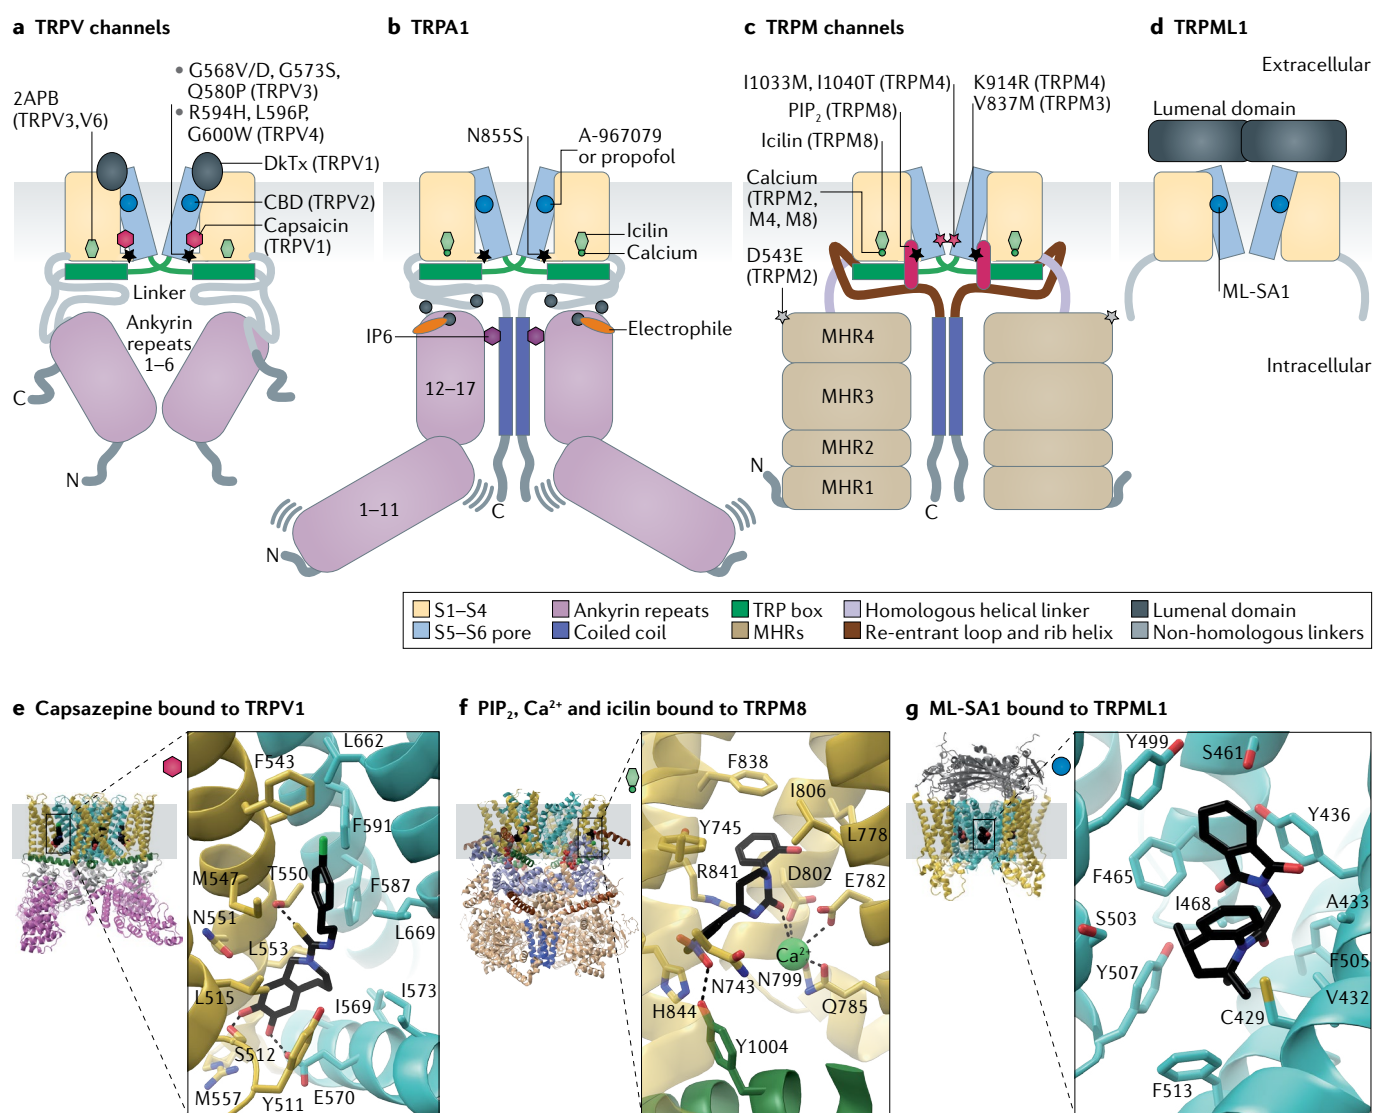 a TRPV channels
2APB
(TRPV3,V6)
• G568V/D, G573S,
Q580P (TRPV3)
• R594H, L596P,
G600W (TRPV4)
DkTx (TRPV1)
CBD (TRPV2)
Capsaicin
(TRPV1)
Linker
Ankyrin
repeats
1–6
C
N
b TRPA1
N855S
A-967079
or propofol
Icilin
Calcium
IP6
Electrophile
12–17
1–11
C
N
c TRPM channels
I1033M, I1040T (TRPM4)
PIP2 (TRPM8)
Icilin (TRPM8)
Calcium
(TRPM2,
M4, M8)
D543E
(TRPM2)
K914R (TRPM4)
V837M (TRPM3)
MHR4
MHR3
MHR2
MHR1
N
C
d TRPML1
Extracellular
Lumenal domain
ML-SA1
Intracellular
S1–S4
Ankyrin repeats
TRP box
Homologous helical linker
Lumenal domain
S5–S6 pore
Coiled coil
MHRs
Re-entrant loop and rib helix
Non-homologous linkers
e Capsazepine bound to TRPV1
L662
F543
F591
M547
T550
F587
N551
L553
L669
L515
I573
I569
S512
M557
Y511
E570
f PIP2, Ca2+ and icilin bound to TRPM8
F838
I806
Y745
L778
R841
D802
E782
Ca2+
N743
N799
H844
Q785
Y1004
g ML-SA1 bound to TRPML1
Y499
S461
Y436
F465
I468
A433
S503
F505
Y507
V432
C429
F513